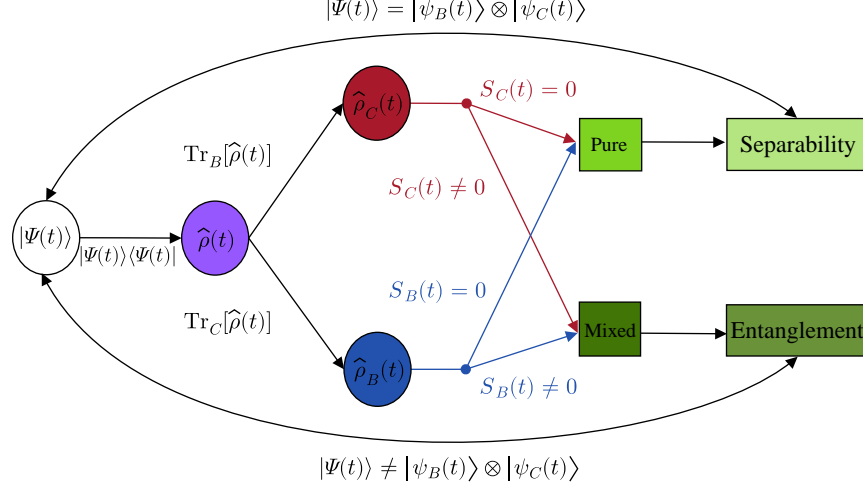 |Ψ(t)⟩ = |ψ_B(t)⟩ ⊗ |ψ_C(t)⟩
ρ̂_C(t)
S_C(t) = 0
Pure
Separability
Tr_B[ρ̂(t)]
S_C(t) ≠ 0
|Ψ(t)⟩
|Ψ(t)⟩⟨Ψ(t)|
ρ̂(t)
S_B(t) = 0
Tr_C[ρ̂(t)]
Mixed
Entanglement
ρ̂_B(t)
S_B(t) ≠ 0
|Ψ(t)⟩ ≠ |ψ_B(t)⟩ ⊗ |ψ_C(t)⟩